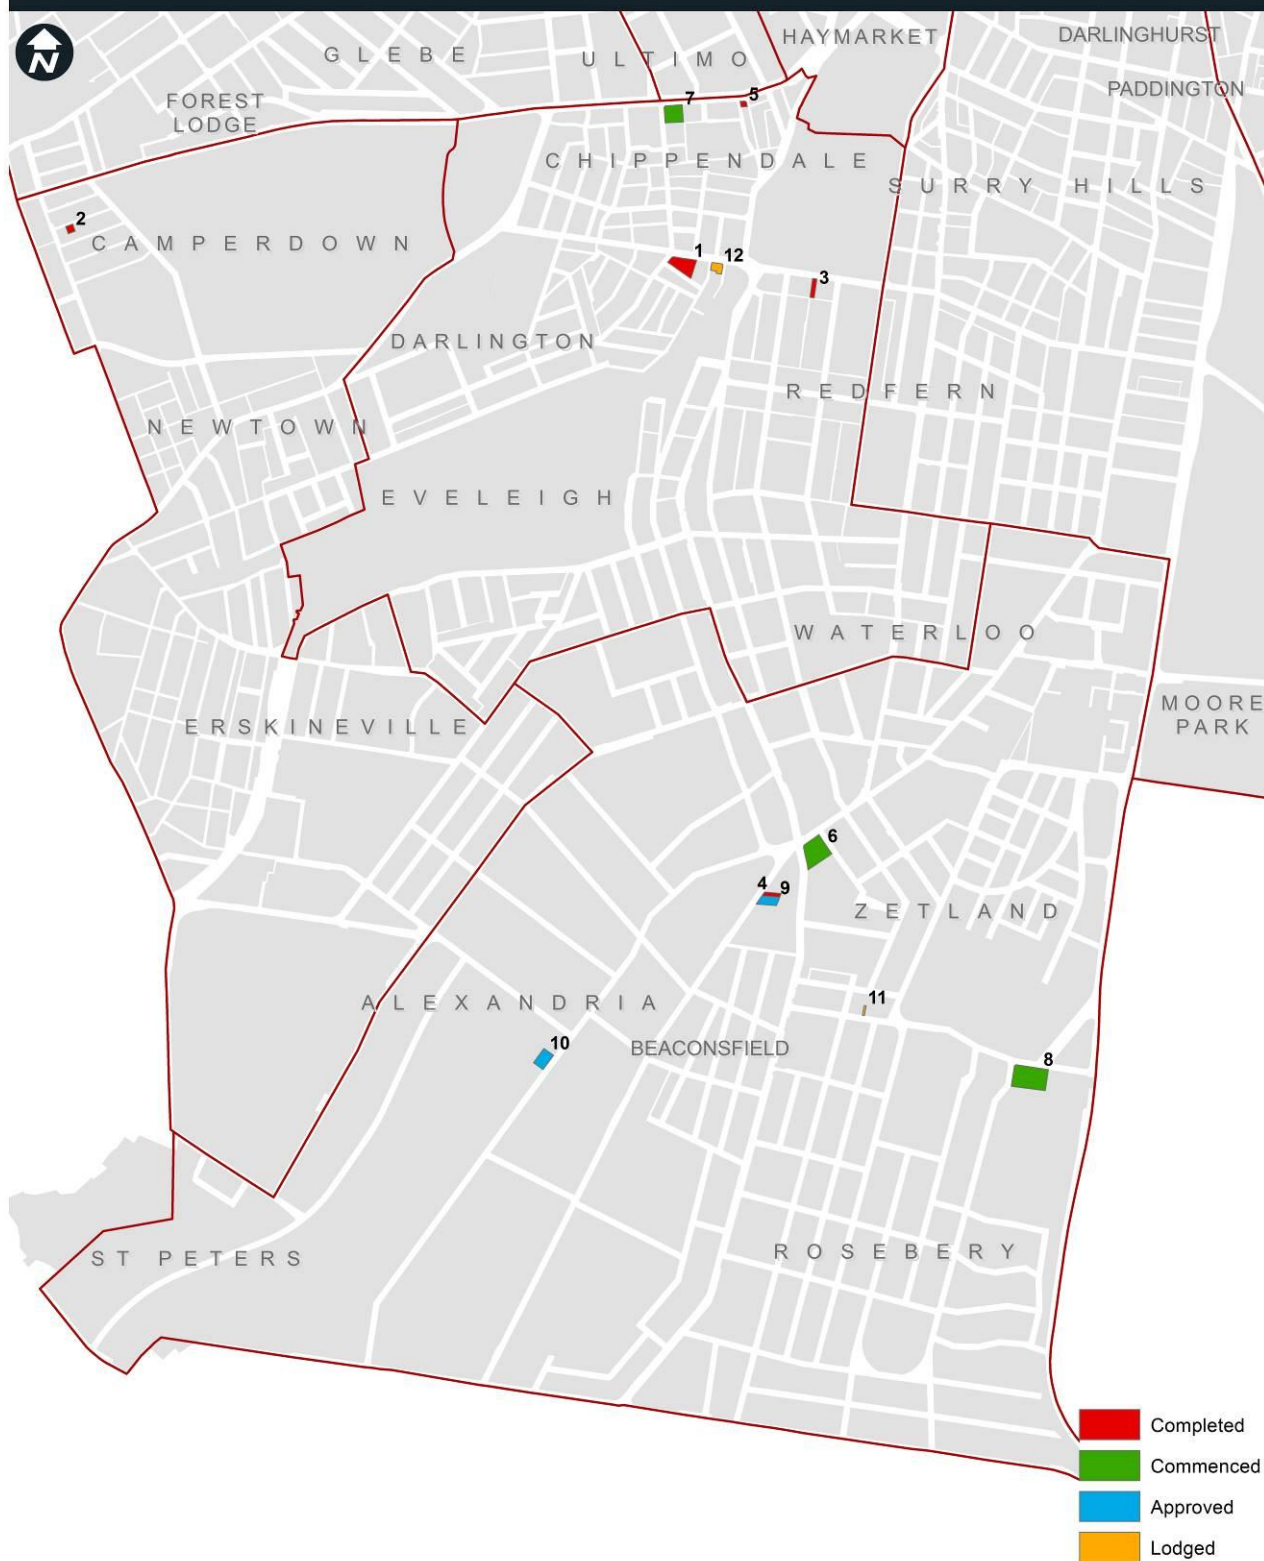 HAYMARKET
DARLINGHURST
GLEBE
ULTIMO
N
PADDINGTON
FOREST
LODGE
7
5
CHIPPENDALE
SURRY HILLS
2
CAMPERDOWN
1
12
3
DARLINGTON
REDFERN
NEWTOWN
EVELEIGH
WATERLOO
MOORE
PARK
ERSKINEVILLE
6
4
9
ZETLAND
11
ALEXANDRIA
10
BEACONSFIELD
8
ST PETERS
ROSEBERY
Completed
Commenced
Approved
Lodged